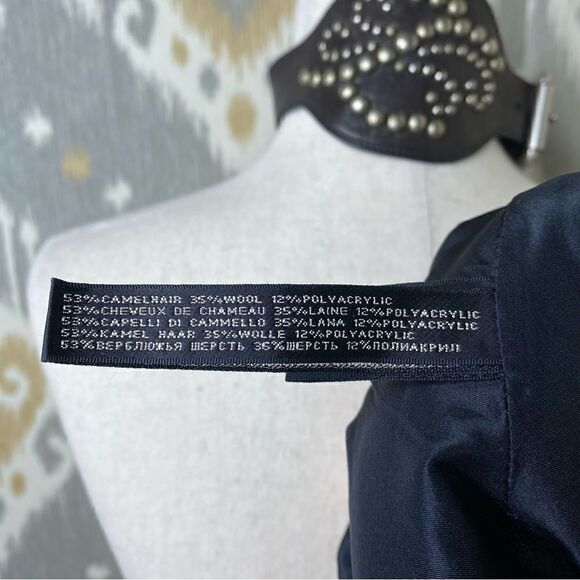 53%CAMELHAIR 35%WOOL 12%POLYACRYLIC
53%CHEVEUX DE CHAMEAU 35%LAINE 12%POLYACRYLIC
53%CAPELLI DI CAMMELLO 35%LANA 12%POLYACRYLIC
53%KAMEL HAAR 35%WOLLE 12%POLYACRYLIC
53%ВЕРБЛЮЖЬЯ ШЕРСТЬ 35%ШЕРСТЬ 12%ПОЛИАКРИЛ